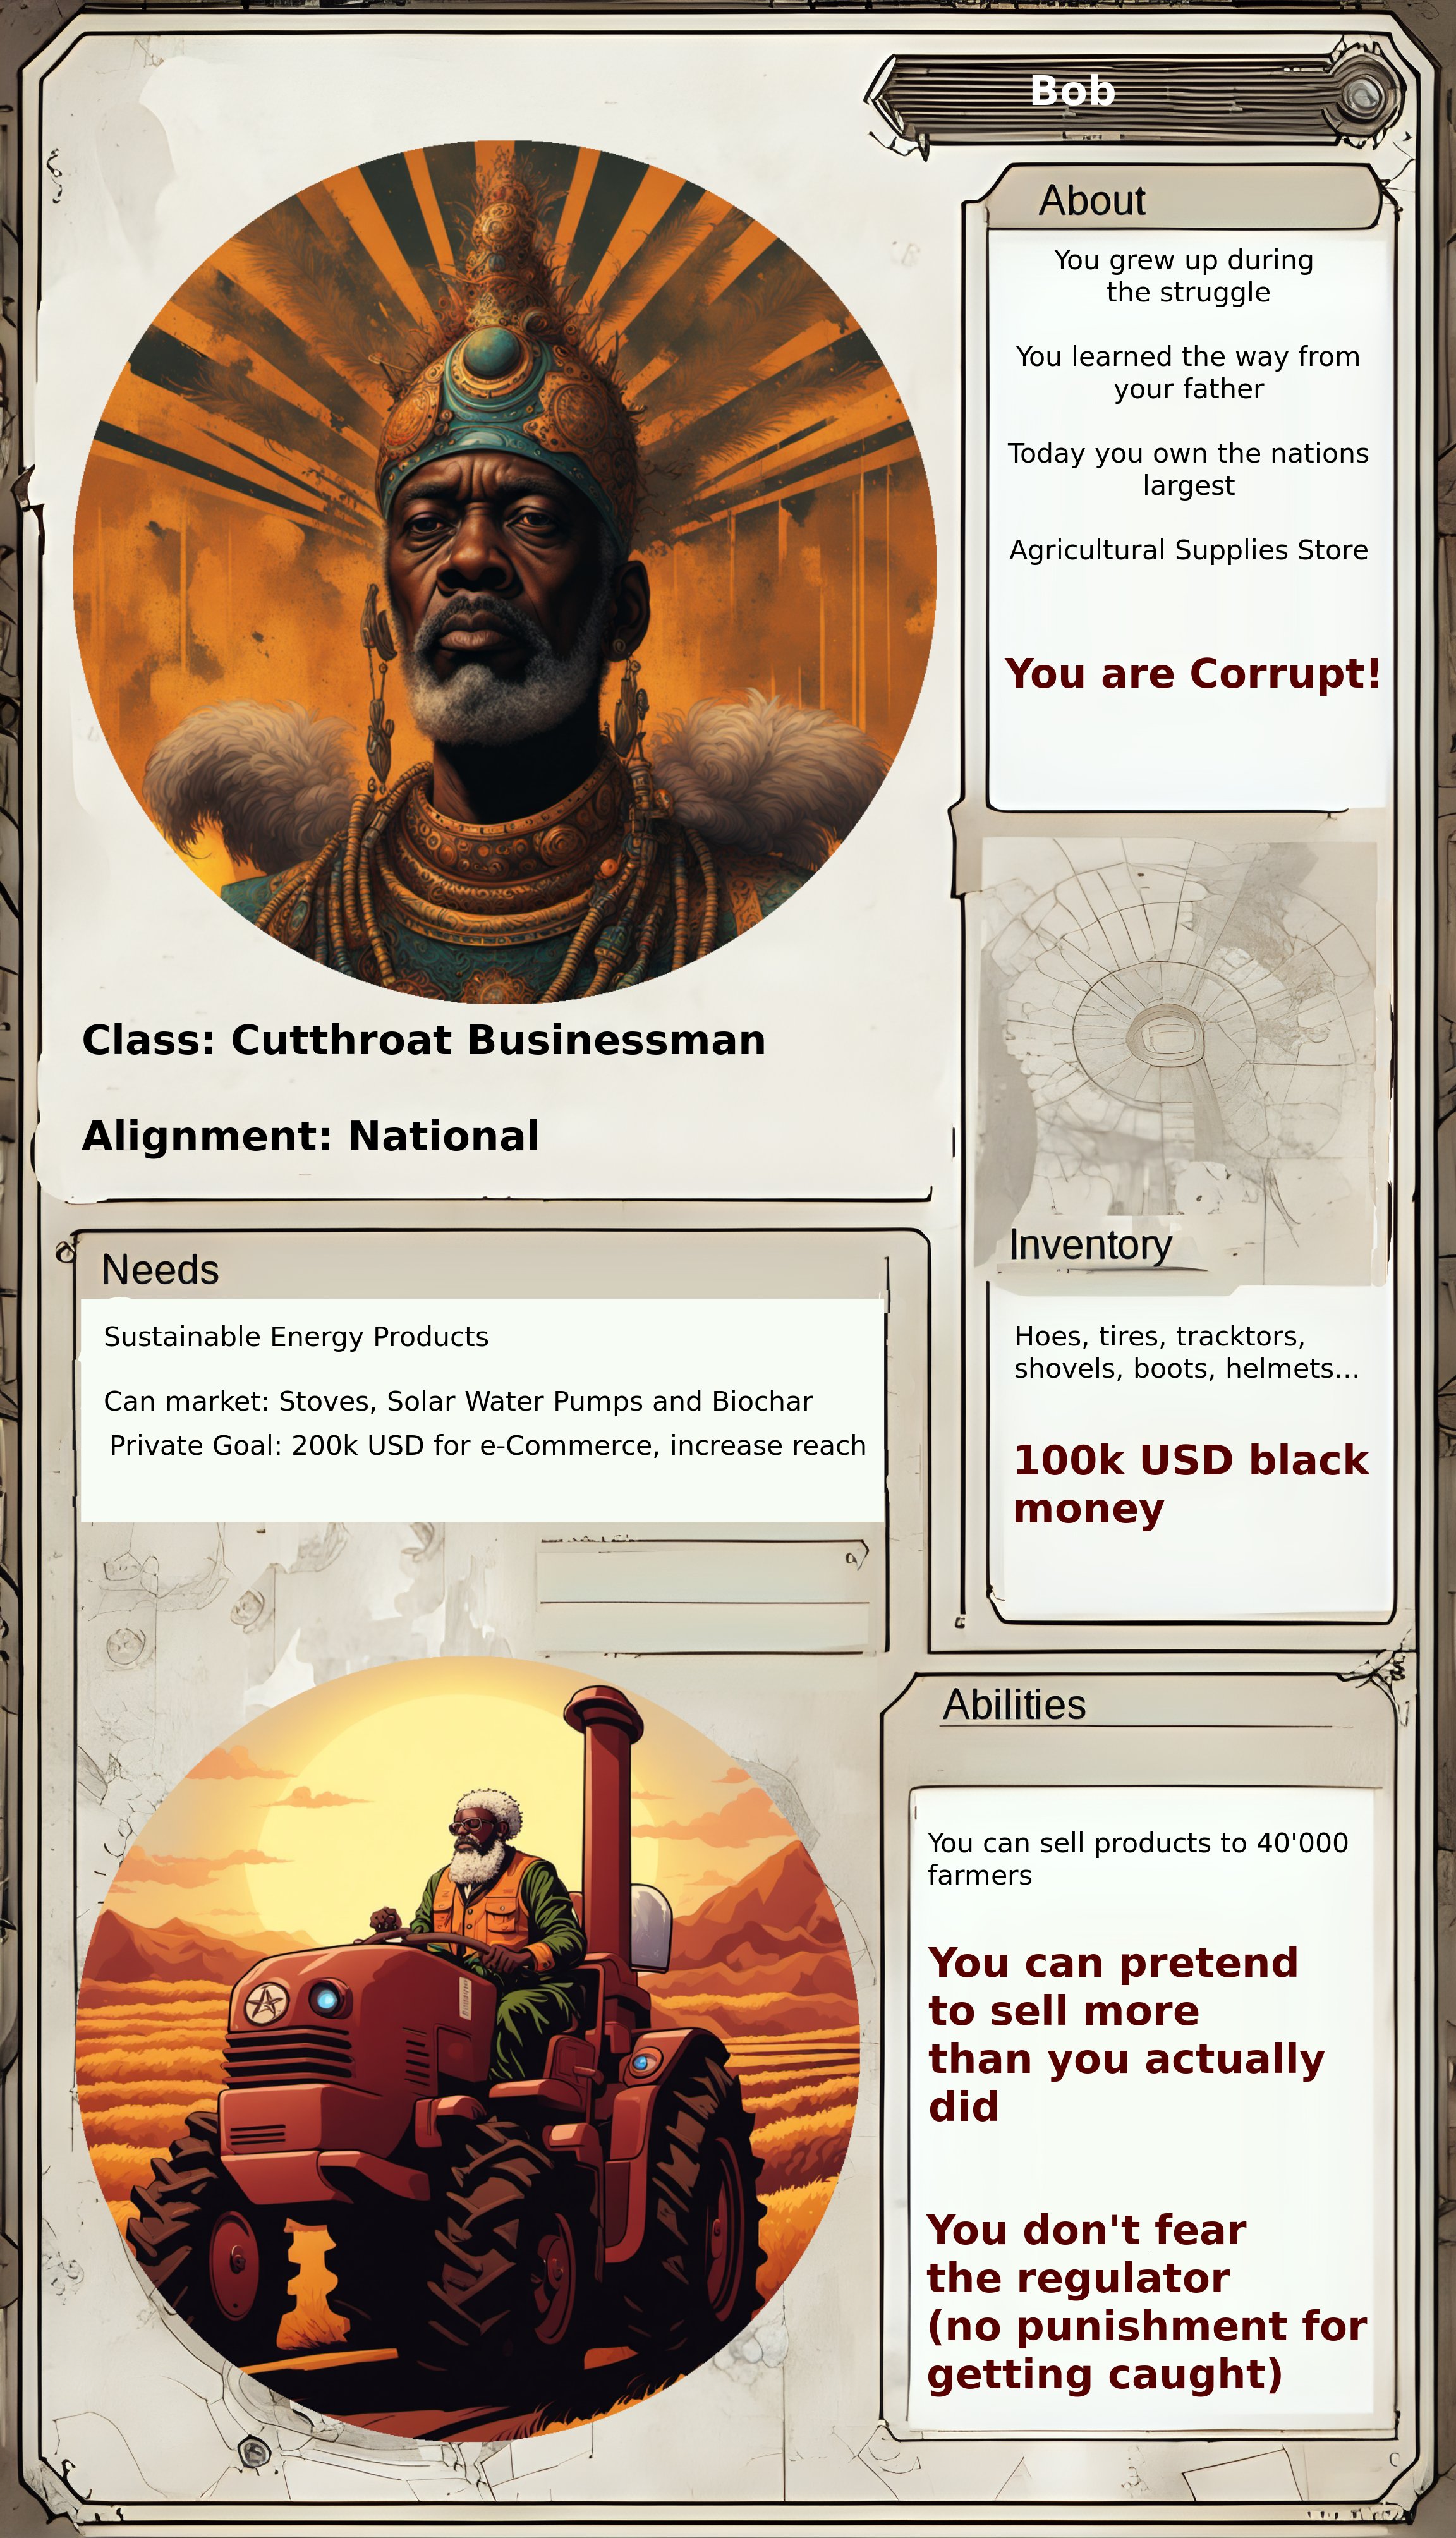 Bob
About
You grew up during
the struggle
You learned the way from
your father
Today you own the nations
largest
Agricultural Supplies Store
You are Corrupt!
Class: Cutthroat Businessman
Alignment: National
Needs
Sustainable Energy Products
Can market: Stoves, Solar Water Pumps and Biochar
Private Goal: 200k USD for e-Commerce, increase reach
Inventory
Hoes, tires, tracktors,
shovels, boots, helmets...
100k USD black
money
Abilities
You can sell products to 40'000
farmers
You can pretend
to sell more
than you actually
did
You don't fear
the regulator
(no punishment for
getting caught)